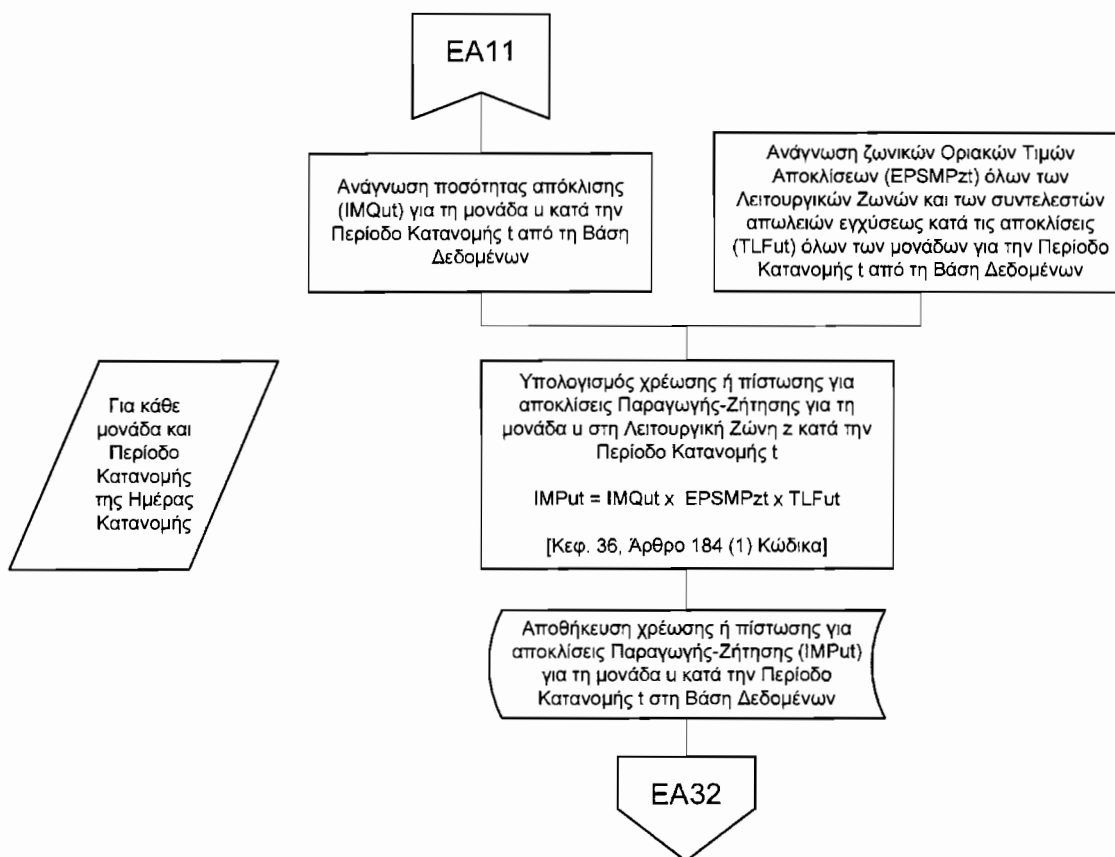 EA11
Ανάγνωση ποσότητας απόκλισης
(IMQut) για τη μονάδα u κατά την
Περίοδο Κατανομής t από τη Βάση
Δεδομένων
Ανάγνωση ζωνικών Οριακών Τιμών
Αποκλίσεων (EPSMPzt) όλων των
Λειτουργικών Ζωνών και των συντελεστών
απωλειών εγχύσεως κατά τις αποκλίσεις
(TLFut) όλων των μονάδων για την Περίοδο
Κατανομής t από τη Βάση Δεδομένων
Για κάθε
μονάδα και
Περίοδο
Κατανομής
της Ημέρας
Κατανομής
Υπολογισμός χρέωσης ή πίστωσης για
αποκλίσεις Παραγωγής-Ζήτησης για τη
μονάδα u στη Λειτουργική Ζώνη z κατά την
Περίοδο Κατανομής t
IMPut = IMQut x EPSMPzt x TLFut
[Κεφ. 36, Άρθρο 184 (1) Κώδικα]
Αποθήκευση χρέωσης ή πίστωσης για
αποκλίσεις Παραγωγής-Ζήτησης (IMPut)
για τη μονάδα u κατά την Περίοδο
Κατανομής t στη Βάση Δεδομένων
EA32